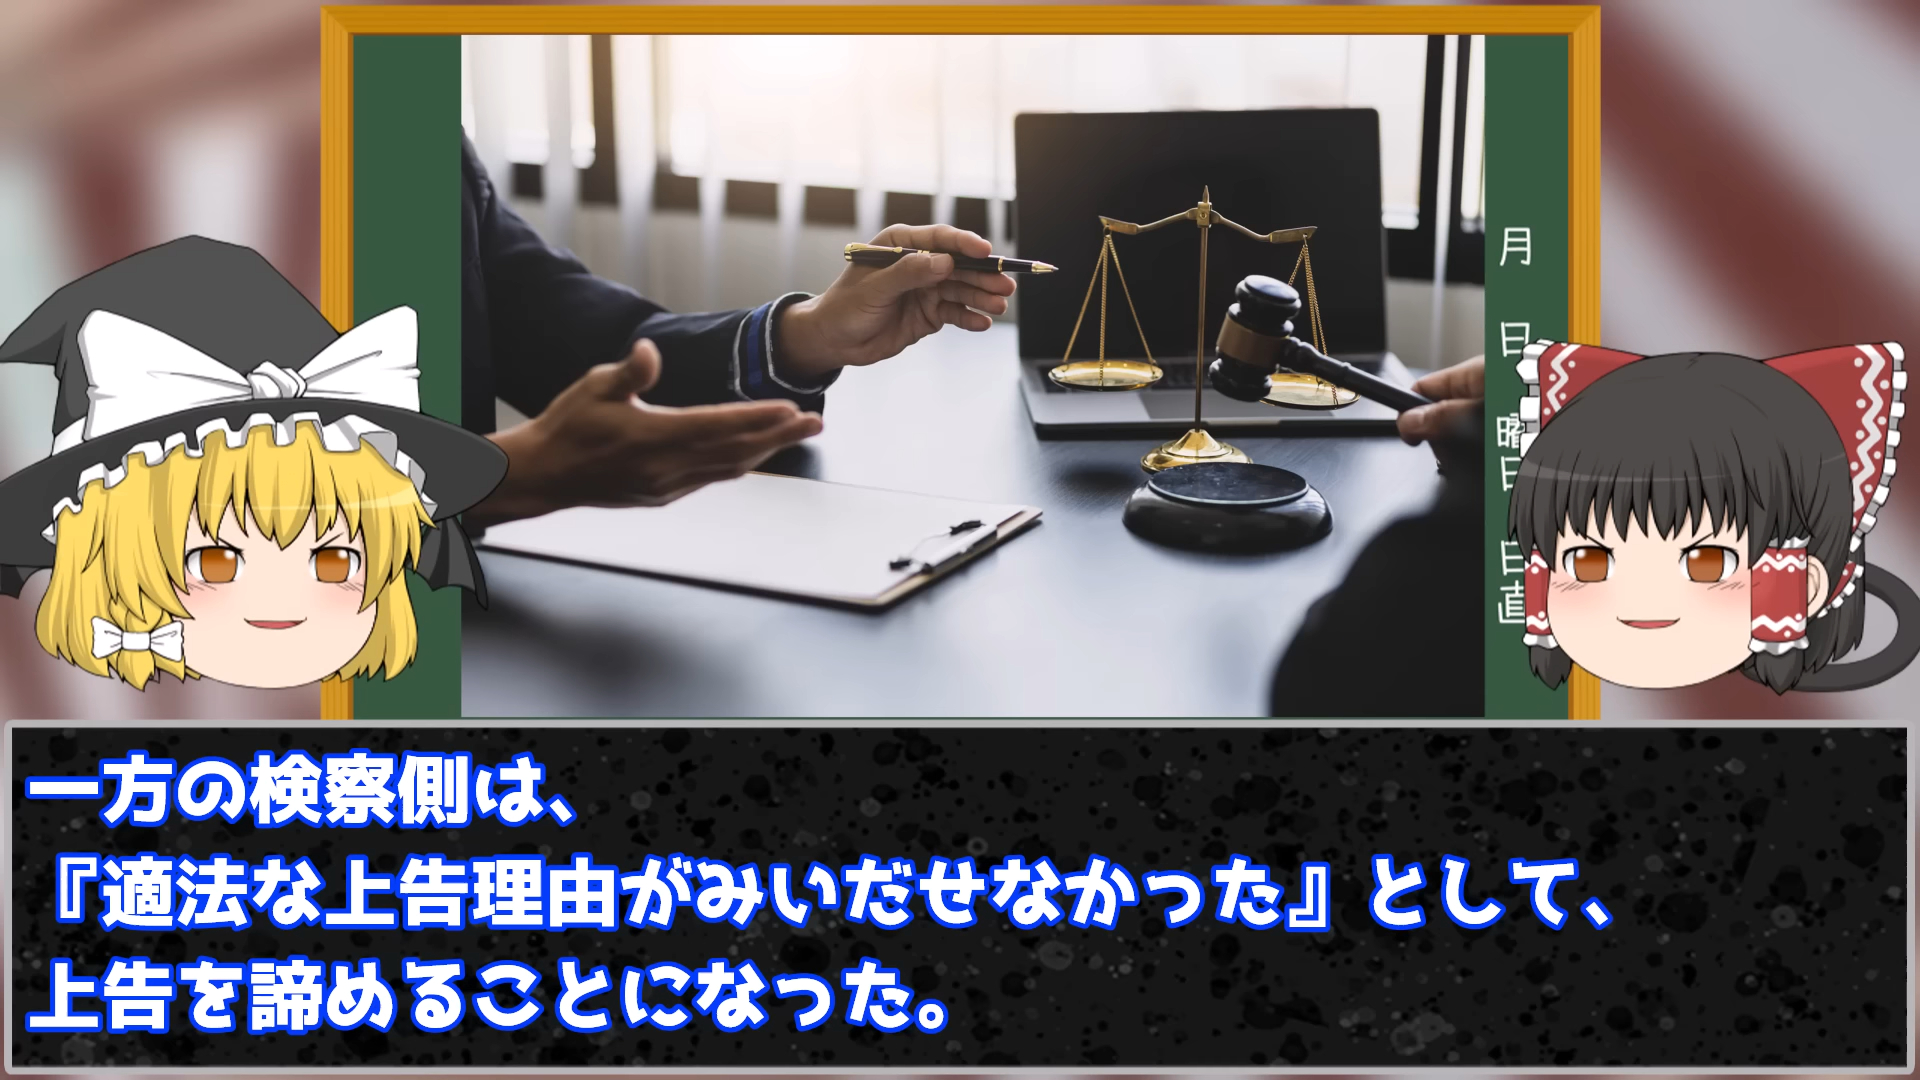 月
日
曜
日
日
直
一方の検察側は、
『適法な上告理由がみいだせなかった』として、
上告を諦めることになった。